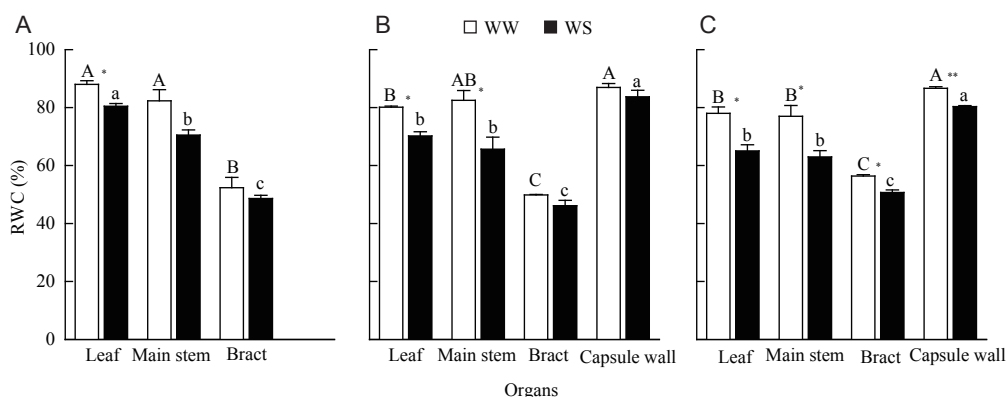 A
B
C
WW
WS
RWC (%)
100
80
60
40
20
0
A * a
A b
B c
Leaf
Main stem
Bract
B * b
AB * b
C c
A a
Leaf
Main stem
Bract
Capsule wall
B * b
B * b
C * c
A ** a
Leaf
Main stem
Bract
Capsule wall
Organs